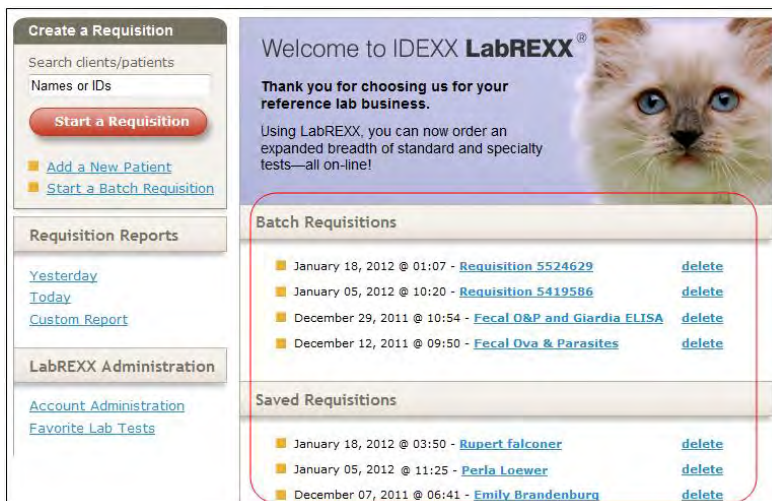 Create a Requisition
Search clients/patients
Names or IDs
Start a Requisition
Add a New Patient
Start a Batch Requisition
Requisition Reports
Yesterday
Today
Custom Report
LabREXX Administration
Account Administration
Favorite Lab Tests
Welcome to IDEXX LabREXX®
Thank you for choosing us for your
reference lab business.
Using LabREXX, you can now order an
expanded breadth of standard and specialty
tests—all on-line!
Batch Requisitions
January 18, 2012 @ 01:07 - Requisition 5524629 delete
January 05, 2012 @ 10:20 - Requisition 5419586 delete
December 29, 2011 @ 10:54 - Fecal O&P and Giardia ELISA delete
December 12, 2011 @ 09:50 - Fecal Ova & Parasites delete
Saved Requisitions
January 18, 2012 @ 03:50 - Rupert falconer delete
January 05, 2012 @ 11:25 - Perla Loewer delete
December 07, 2011 @ 06:41 - Emily Brandenburg delete